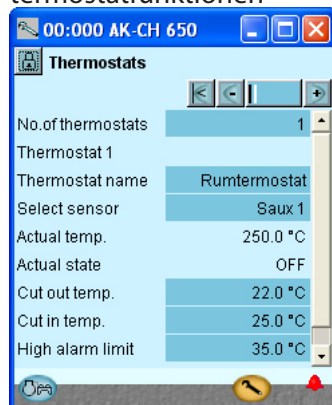 termostatfunktionen
00:000 AK-CH 650
Thermostats
No.of thermostats 1
Thermostat 1
Thermostat name Rumtermostat
Select sensor Saux 1
Actual temp. 250.0 °C
Actual state OFF
Cut out temp. 22.0 °C
Cut in temp. 25.0 °C
High alarm limit 35.0 °C